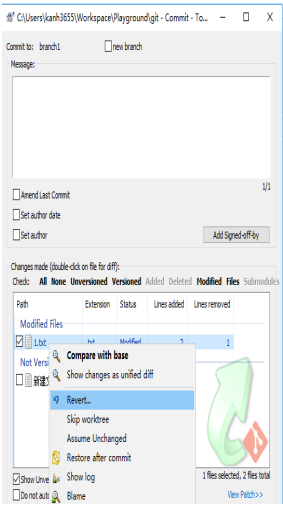 C:\Users\kanh3655\Workspace\Playground\git - Commit - To...
Commit to: branch1 new branch
Message:
1/1
Amend Last Commit
Set author date
Set author Add Signed-off-by
Changes made (double-click on file for diff):
Check: All None Unversioned Versioned Added Deleted Modified Files Submodules
Path Extension Status Lines added Lines removed
Modified Files
1.txt .txt Modified 2 1
Compare with base
Not Versi
Show changes as unified diff
Revert...
Skip worktree
Assume Unchanged
Restore after commit
Show Unve Show log 1 files selected, 2 files total
Do not aut Blame View Patch>>